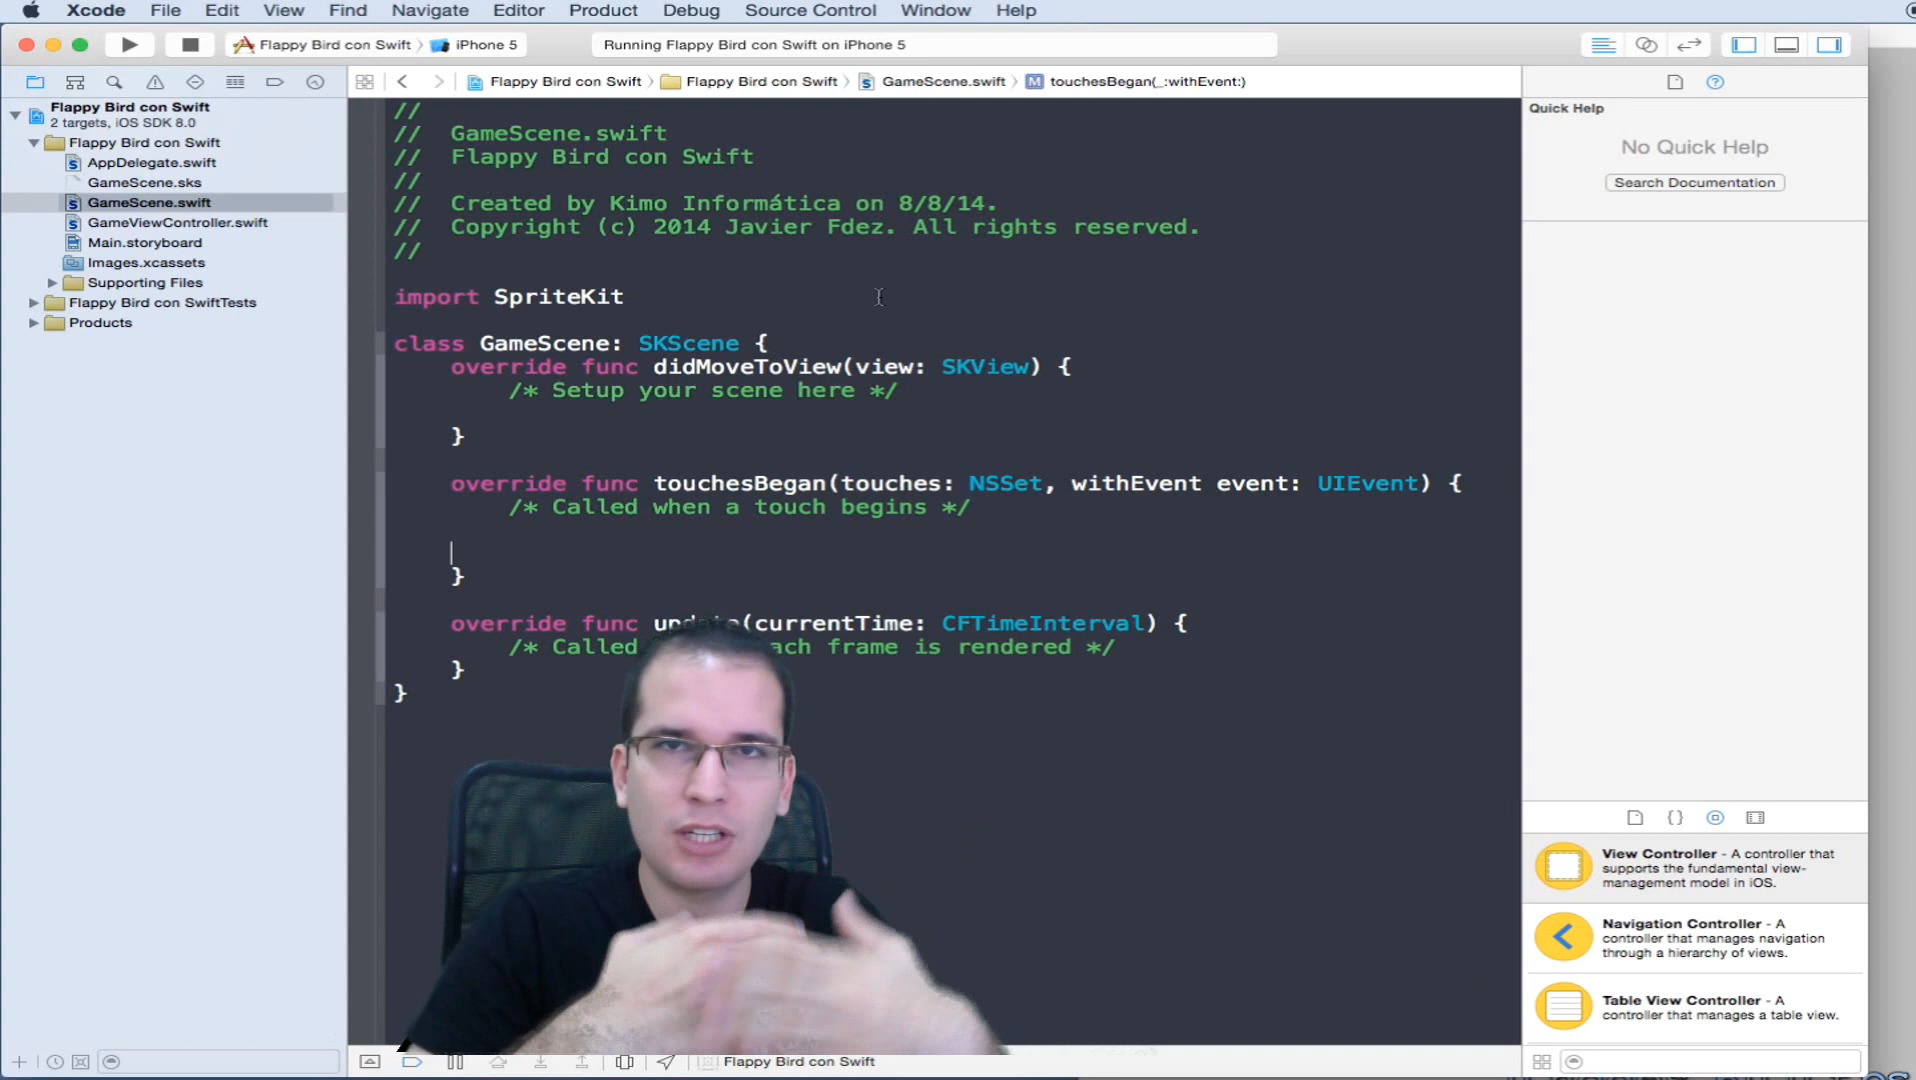 Xcode File Edit View Find Navigate Editor Product Debug Source Control Window Help
Flappy Bird con Swift iPhone 5
Running Flappy Bird con Swift on iPhone 5
Flappy Bird con Swift Flappy Bird con Swift GameScene.swift M touchesBegan(_:withEvent:)
Flappy Bird con Swift
2 targets, iOS SDK 8.0
Flappy Bird con Swift
AppDelegate.swift
GameScene.sks
GameScene.swift
GameViewController.swift
Main.storyboard
Images.xcassets
Supporting Files
Flappy Bird con SwiftTests
Products
//
// GameScene.swift
// Flappy Bird con Swift
//
// Created by Kimo Informática on 8/8/14.
// Copyright (c) 2014 Javier Fdez. All rights reserved.
//
import SpriteKit
class GameScene: SKScene {
override func didMoveToView(view: SKView) {
/* Setup your scene here */
}
override func touchesBegan(touches: NSSet, withEvent event: UIEvent) {
/* Called when a touch begins */
}
override func (currentTime: CFTimeInterval) {
/* Called frame is rendered */
}
}
Quick Help
No Quick Help
Search Documentation
View Controller - A controller that
supports the fundamental view-
management model in iOS.
Navigation Controller - A
controller that manages navigation
through a hierarchy of views.
Table View Controller - A
controller that manages a table view.
Flappy Bird con Swift